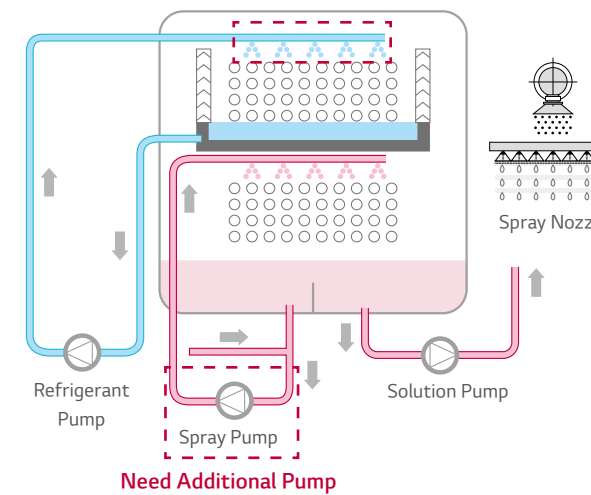 Spray Nozz
Refrigerant
Pump
Spray Pump
Solution Pump
Need Additional Pump